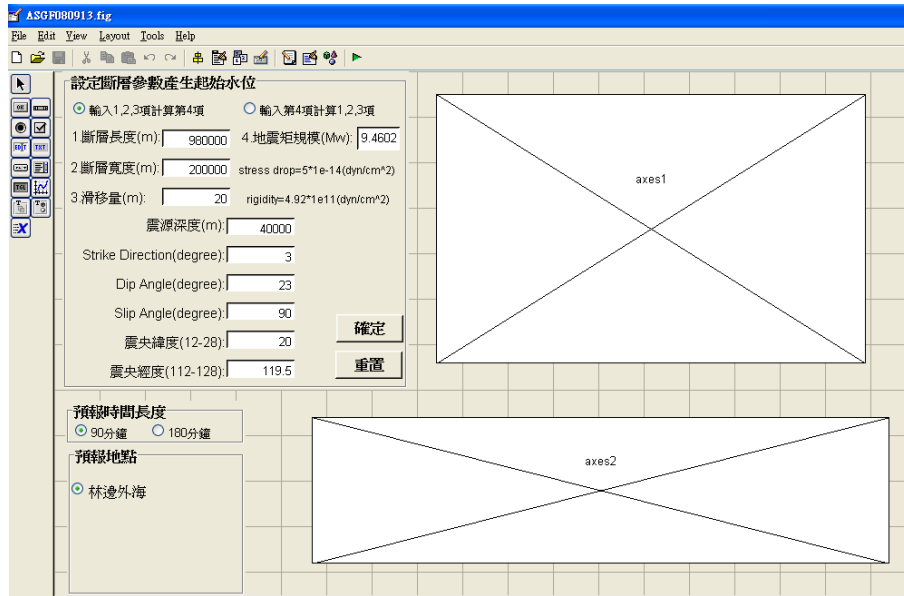 ASGF080913.fig
File Edit View Layout Tools Help
設定斷層參數產生起始水位
輸入1,2,3項計算第4項 輸入第4項計算1,2,3項
1.斷層長度(m): 980000 4.地震矩規模(Mw): 9.4602
2.斷層寬度(m): 200000 stress drop=5*1e-14(dyn/cm^2)
3.滑移量(m): 20 rigidity=4.92*1e11(dyn/cm^2)
震源深度(m): 40000
Strike Direction(degree): 3
Dip Angle(degree): 23
Slip Angle(degree): 90
震央緯度(12-28): 20
震央經度(112-128): 119.5
確定
重置
axes1
預報時間長度
90分鐘 180分鐘
預報地點
林邊外海
axes2
OK
EDIT TXT
TGL